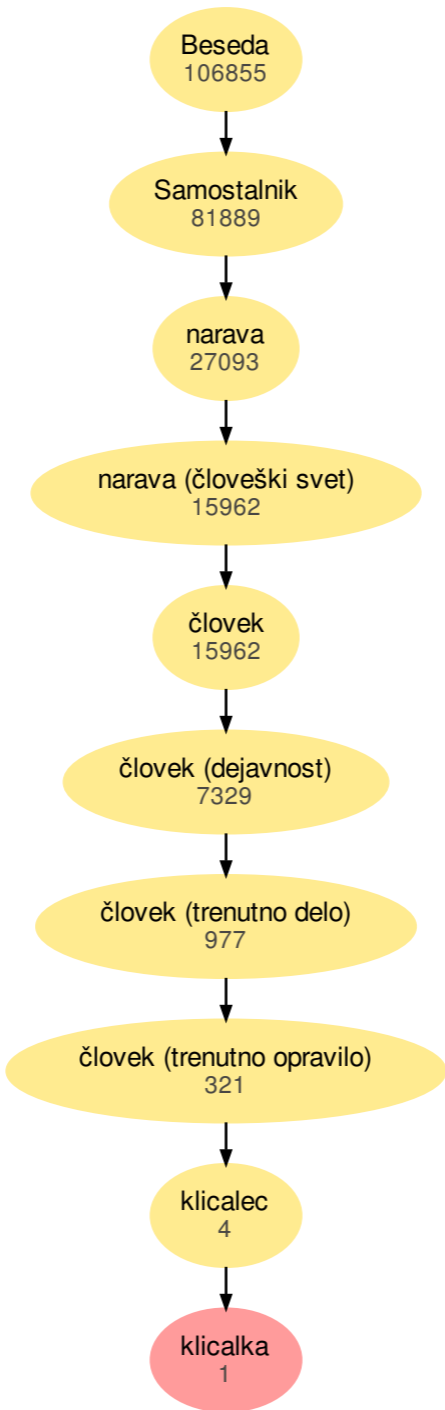 Beseda
106855
Samostalnik
81889
narava
27093
narava (človeški svet)
15962
človek
15962
človek (dejavnost)
7329
človek (trenutno delo)
977
človek (trenutno opravilo)
321
klicalec
4
klicalka
1